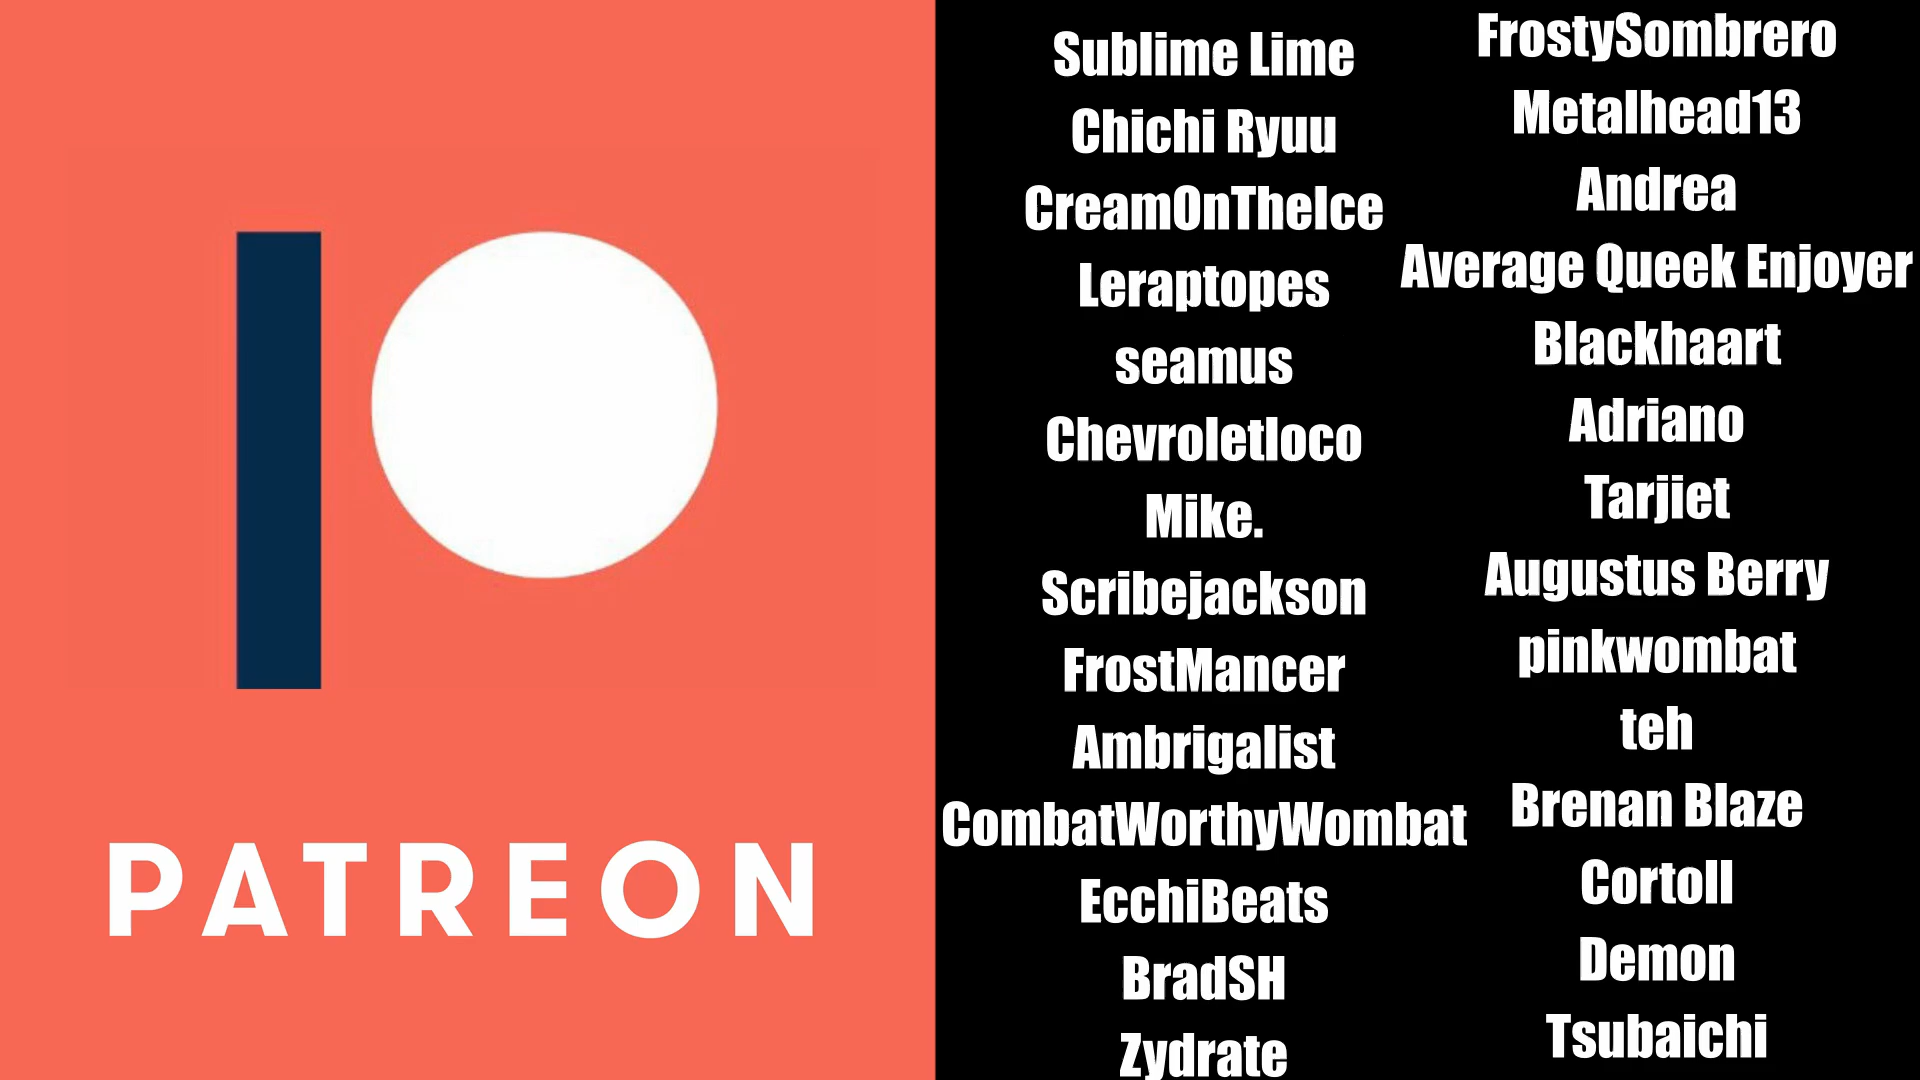 PATREON
Sublime Lime
Chichi Ryuu
CreamOnTheIce
Leraptopes
seamus
Chevroletloco
Mike.
Scribejackson
FrostMancer
Ambrigalist
CombatWorthyWombat
EcchiBeats
BradSH
Zydrate
FrostySombrero
Metalhead13
Andrea
Average Queek Enjoyer
Blackhaart
Adriano
Tarjiet
Augustus Berry
pinkwombat
teh
Brenan Blaze
Cortoll
Demon
Tsubaichi